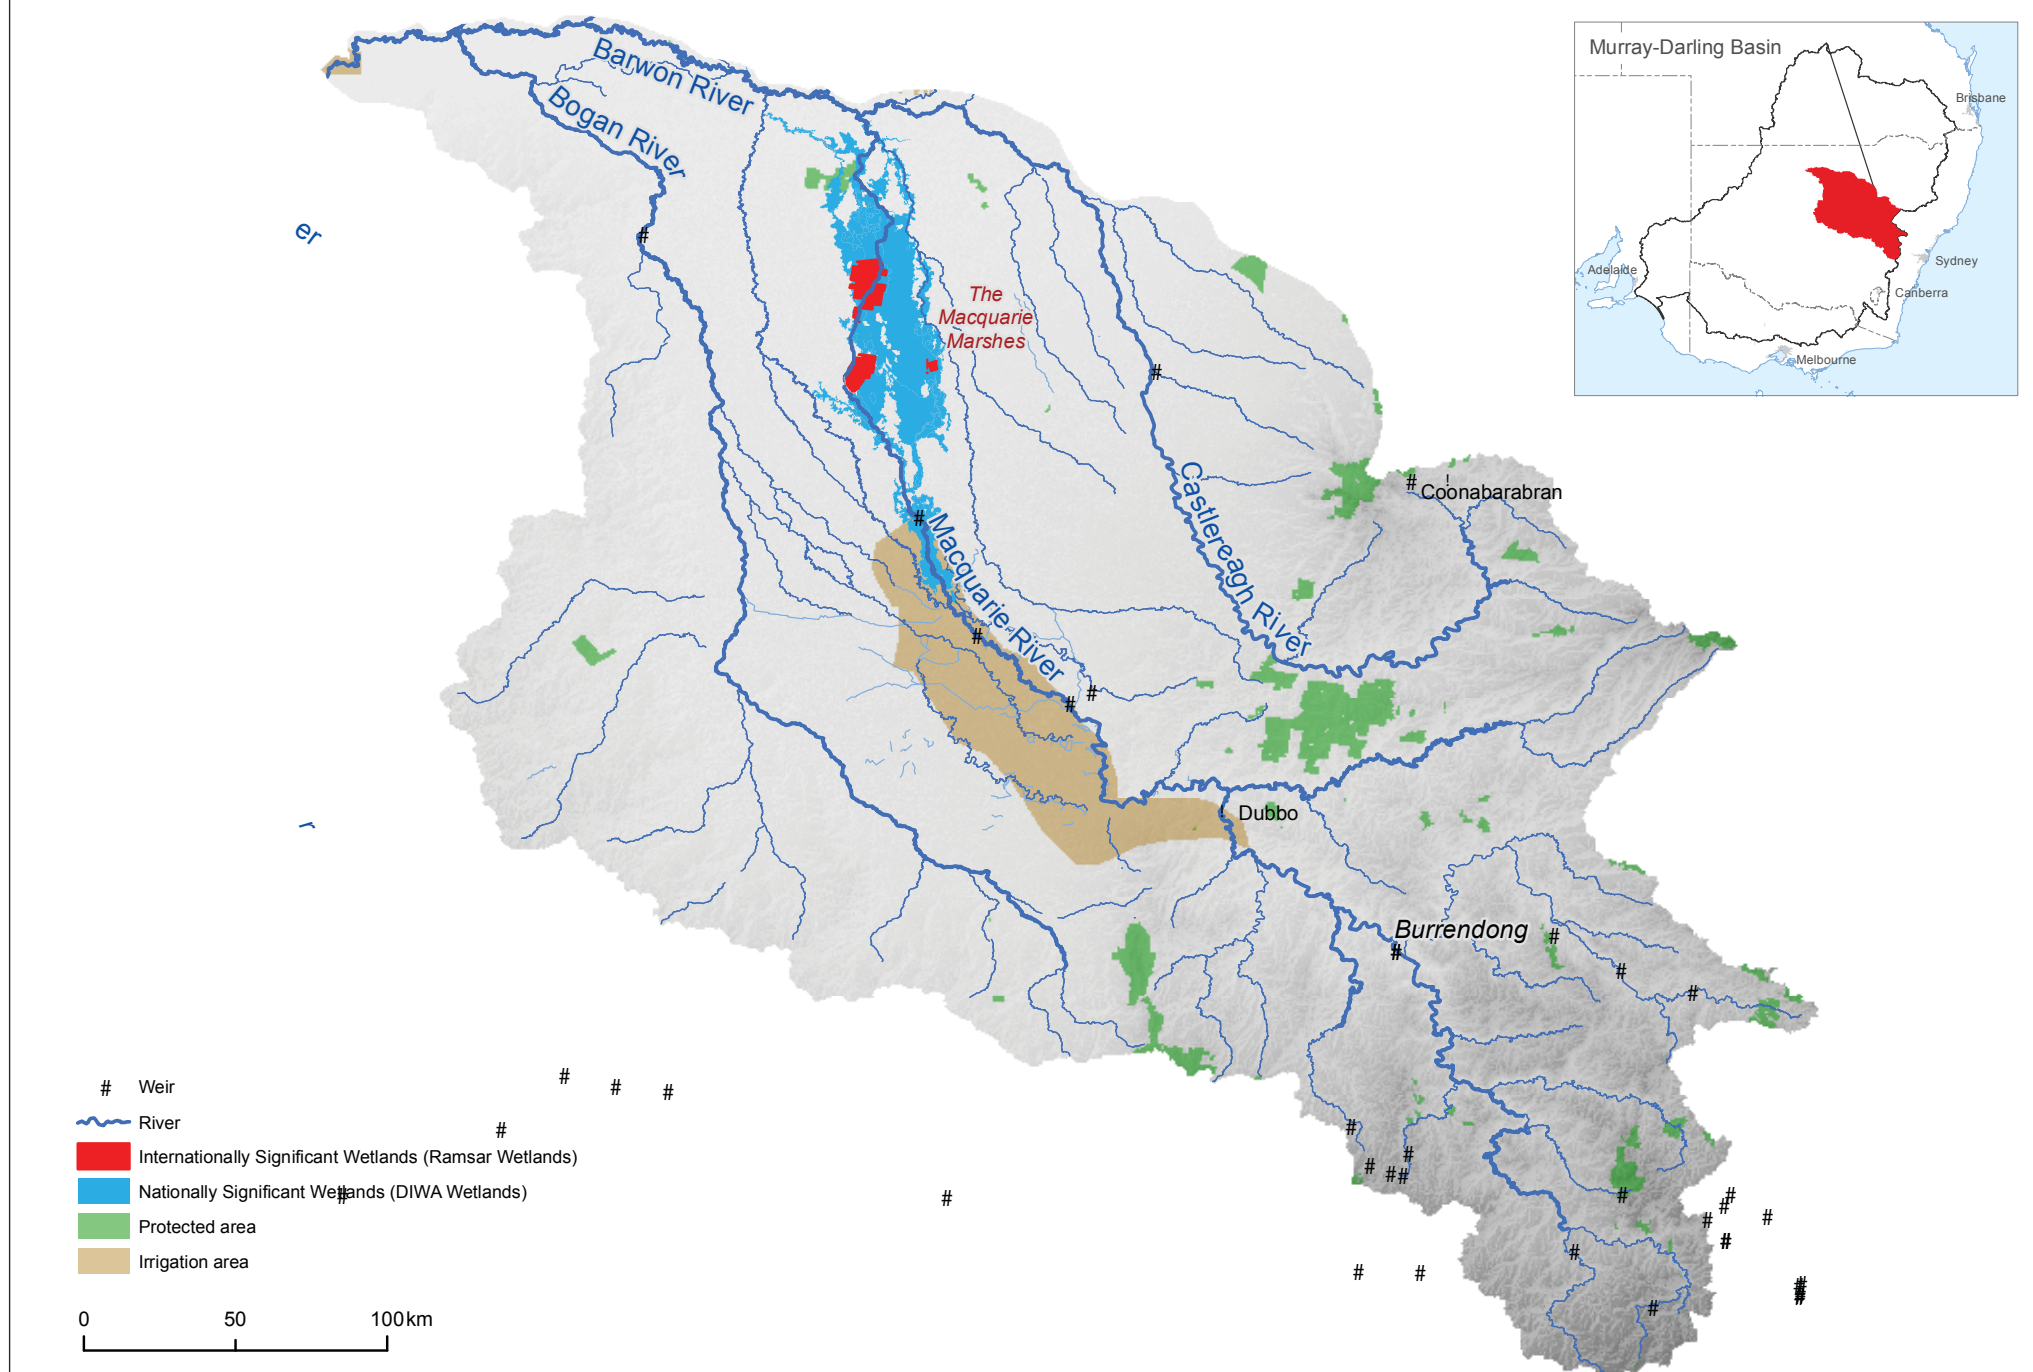 Murray-Darling Basin
Brisbane
Adelaide
Sydney
Canberra
Melbourne
Barwon River
Bogan River
er
The
Macquarie
Marshes
Castlereagh River
Coonabarabran
Macquarie River
r
Dubbo
Burrendong
# Weir
River
Internationally Significant Wetlands (Ramsar Wetlands)
Nationally Significant Wetlands (DIWA Wetlands)
Protected area
Irrigation area
0 50 100km